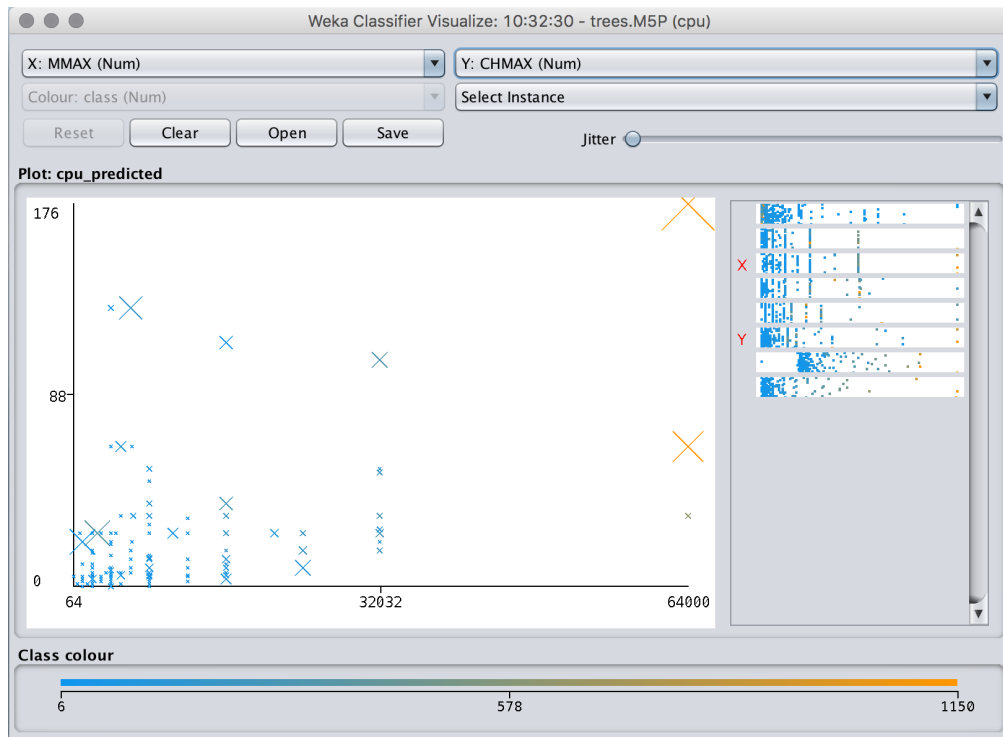 Weka Classifier Visualize: 10:32:30 - trees.M5P (cpu)
X: MMAX (Num)
Y: CHMAX (Num)
Colour: class (Num)
Select Instance
Reset
Clear
Open
Save
Jitter
Plot: cpu_predicted
176
88
0
64
32032
64000
X
Y
Class colour
6
578
1150